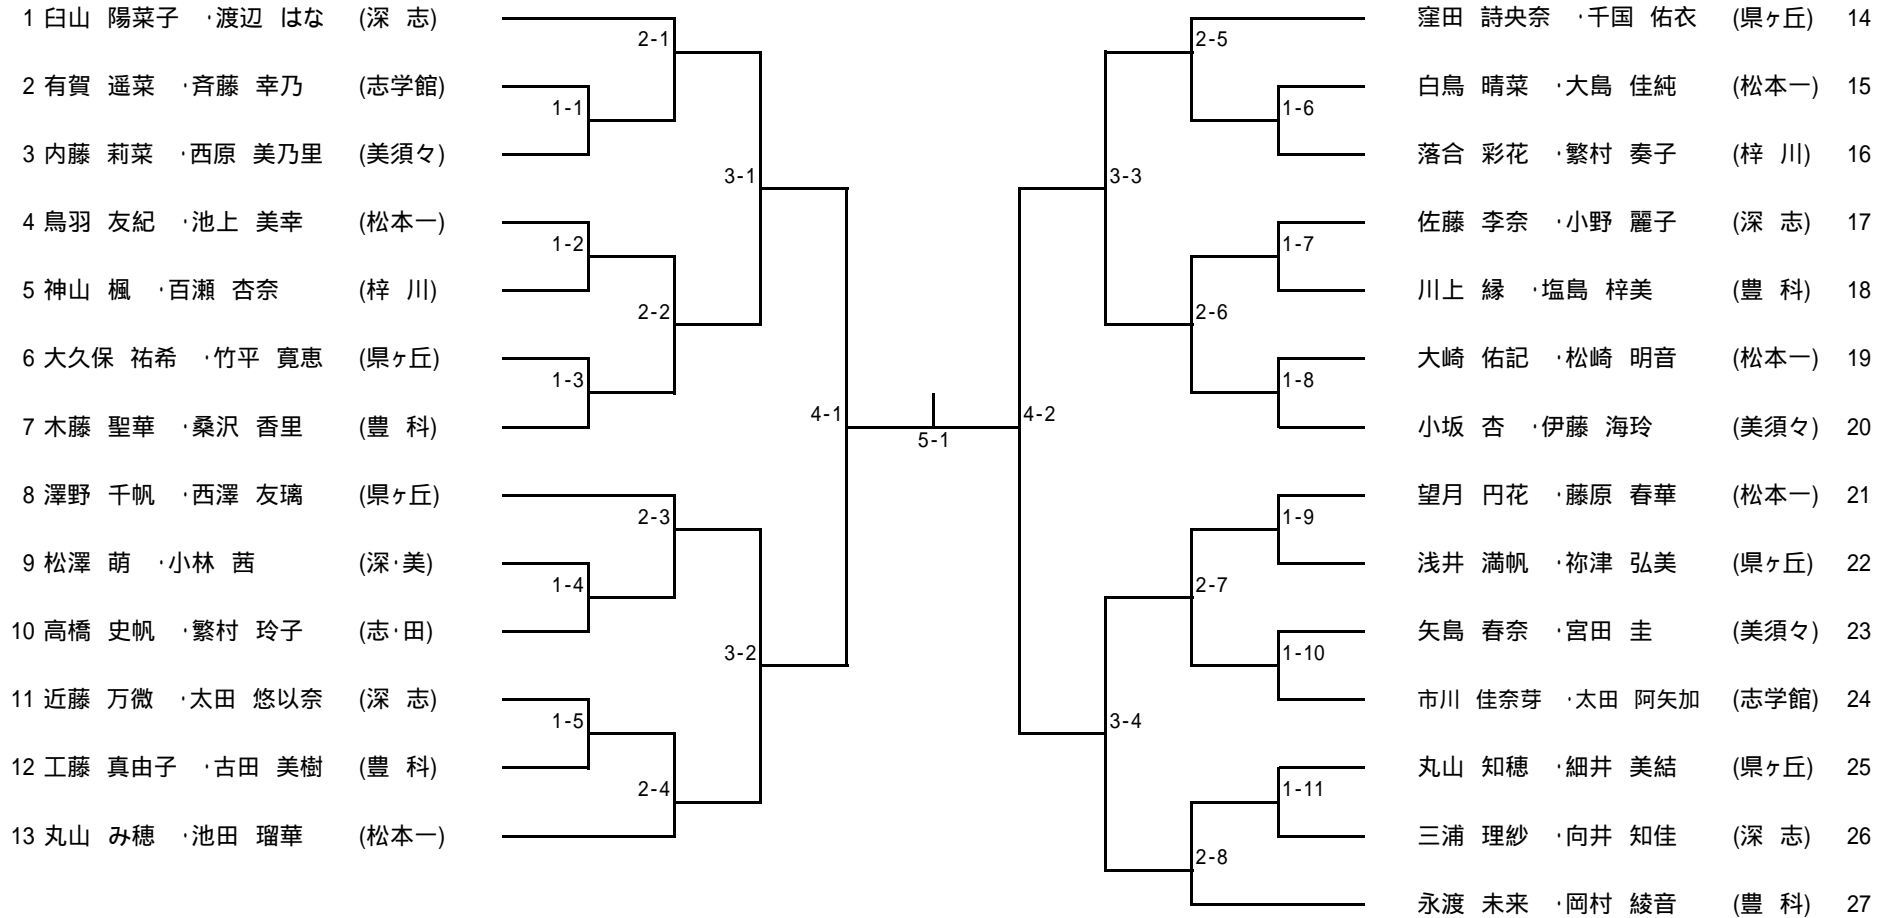 1 臼山 陽菜子 ・渡辺 はな (深 志)
2 有賀 遥菜 ・斉藤 幸乃 (志学館)
3 内藤 莉菜 ・西原 美乃里 (美須々)
4 鳥羽 友紀 ・池上 美幸 (松本一)
5 神山 楓 ・百瀬 杏奈 (梓 川)
6 大久保 祐希 ・竹平 寛恵 (県ヶ丘)
7 木藤 聖華 ・桑沢 香里 (豊 科)
8 澤野 千帆 ・西澤 友璃 (県ヶ丘)
9 松澤 萌 ・小林 茜 (深・美)
10 高橋 史帆 ・繁村 玲子 (志・田)
11 近藤 万微 ・太田 悠以奈 (深 志)
12 工藤 真由子 ・古田 美樹 (豊 科)
13 丸山 み穂 ・池田 瑠華 (松本一)
2-1
1-1
3-1
1-2
2-2
1-3
4-1
2-3
1-4
3-2
1-5
2-4
5-1
2-5
1-6
3-3
1-7
2-6
1-8
4-2
1-9
2-7
1-10
3-4
1-11
2-8
窪田 詩央奈 ・千国 佑衣 (県ヶ丘) 14
白鳥 晴菜 ・大島 佳純 (松本一) 15
落合 彩花 ・繁村 奏子 (梓 川) 16
佐藤 李奈 ・小野 麗子 (深 志) 17
川上 縁 ・塩島 梓美 (豊 科) 18
大崎 佑記 ・松崎 明音 (松本一) 19
小坂 杏 ・伊藤 海玲 (美須々) 20
望月 円花 ・藤原 春華 (松本一) 21
浅井 満帆 ・祢津 弘美 (県ヶ丘) 22
矢島 春奈 ・宮田 圭 (美須々) 23
市川 佳奈芽 ・太田 阿矢加 (志学館) 24
丸山 知穂 ・細井 美結 (県ヶ丘) 25
三浦 理紗 ・向井 知佳 (深 志) 26
永渡 未来 ・岡村 綾音 (豊 科) 27